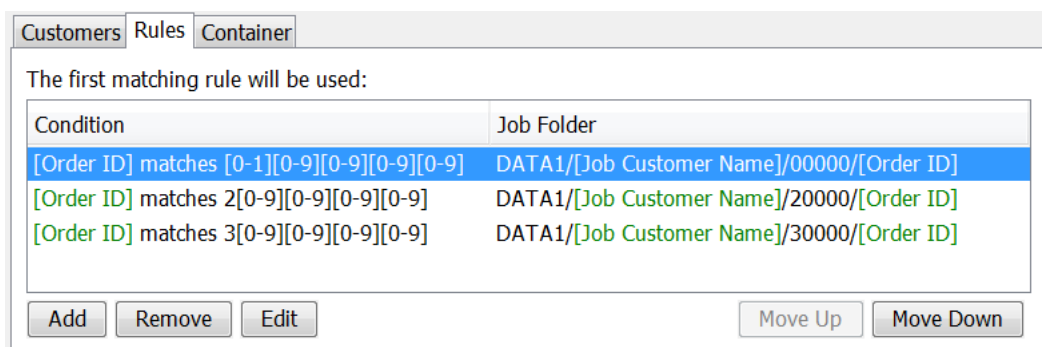 Customers Rules Container
The first matching rule will be used:
Condition Job Folder
[Order ID] matches [0-1][0-9][0-9][0-9][0-9] DATA1/[Job Customer Name]/00000/[Order ID]
[Order ID] matches 2[0-9][0-9][0-9][0-9] DATA1/[Job Customer Name]/20000/[Order ID]
[Order ID] matches 3[0-9][0-9][0-9][0-9] DATA1/[Job Customer Name]/30000/[Order ID]
Add Remove Edit Move Up Move Down